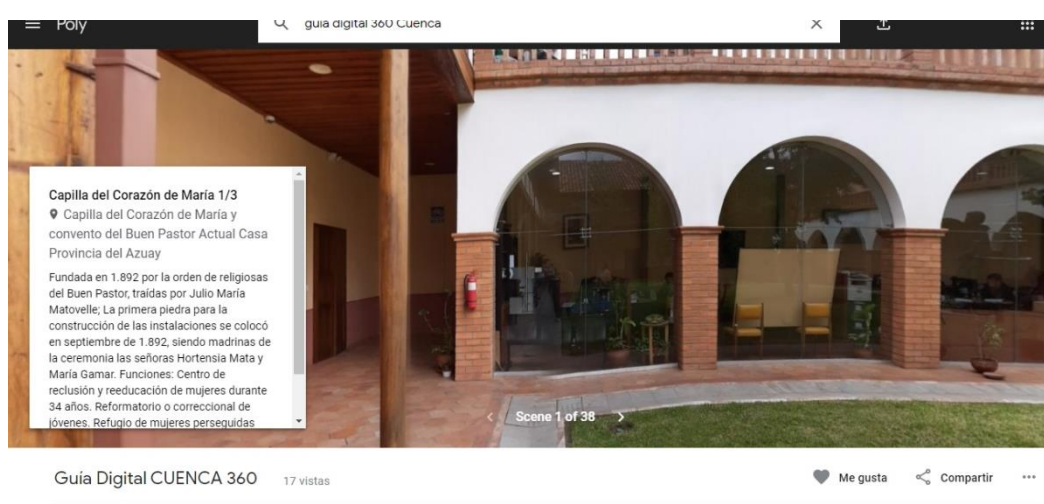 Poly
guia digital 360 Cuenca
Capilla del Corazón de María 1/3
Capilla del Corazón de María y
convento del Buen Pastor Actual Casa
Provincia del Azuay
Fundada en 1.892 por la orden de religiosas
del Buen Pastor, traídas por Julio María
Matovelle; La primera piedra para la
construcción de las instalaciones se colocó
en septiembre de 1.892, siendo madrinas de
la ceremonia las señoras Hortensia Mata y
María Gamar. Funciones: Centro de
reclusión y reeducación de mujeres durante
34 años. Reformatorio o correccional de
jóvenes. Refugio de mujeres perseguidas
Scene 1 of 38
Guía Digital CUENCA 360 17 vistas
Me gusta Compartir